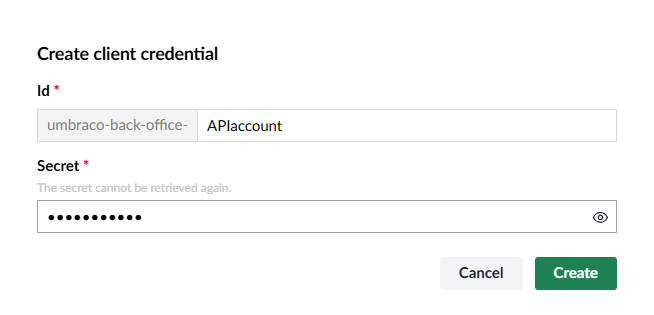 Create client credential
Id *
umbraco-back-office- APIaccount
Secret *
The secret cannot be retrieved again.
•••••••••••
Cancel Create